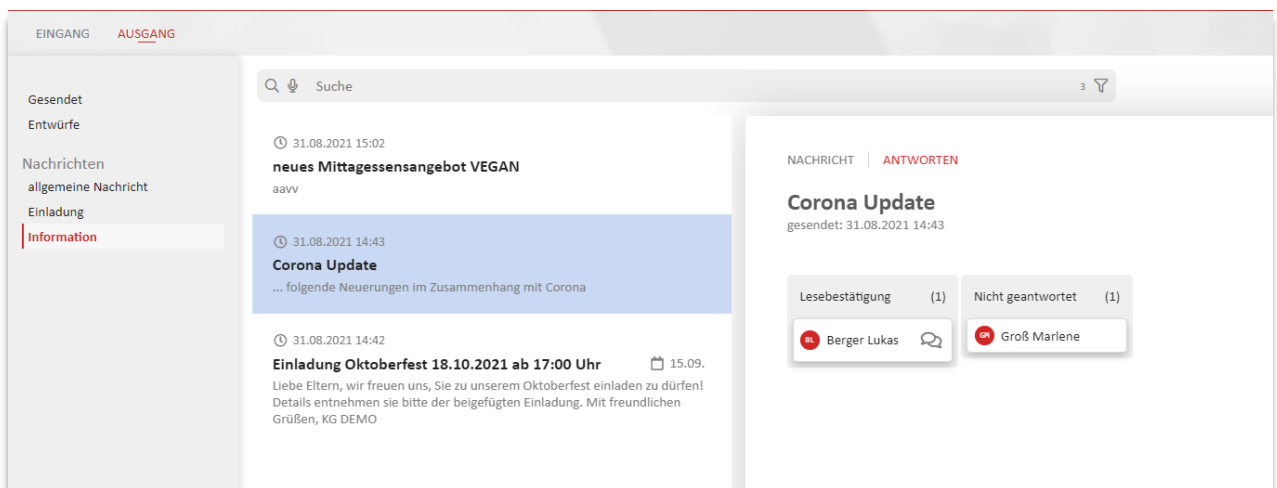 EINGANG AUSGANG
Gesendet
Entwürfe
Nachrichten
allgemeine Nachricht
Einladung
Information
Suche 3
31.08.2021 15:02
neues Mittagessensangebot VEGAN
aavv
31.08.2021 14:43
Corona Update
... folgende Neuerungen im Zusammenhang mit Corona
31.08.2021 14:42
Einladung Oktoberfest 18.10.2021 ab 17:00 Uhr 15.09.
Liebe Eltern, wir freuen uns, Sie zu unserem Oktoberfest einladen zu dürfen!
Details entnehmen sie bitte der beigefügten Einladung. Mit freundlichen
Grüßen, KG DEMO
NACHRICHT ANTWORTEN
Corona Update
gesendet: 31.08.2021 14:43
Lesebestätigung (1)
BL Berger Lukas
Nicht geantwortet (1)
GM Groß Marlene